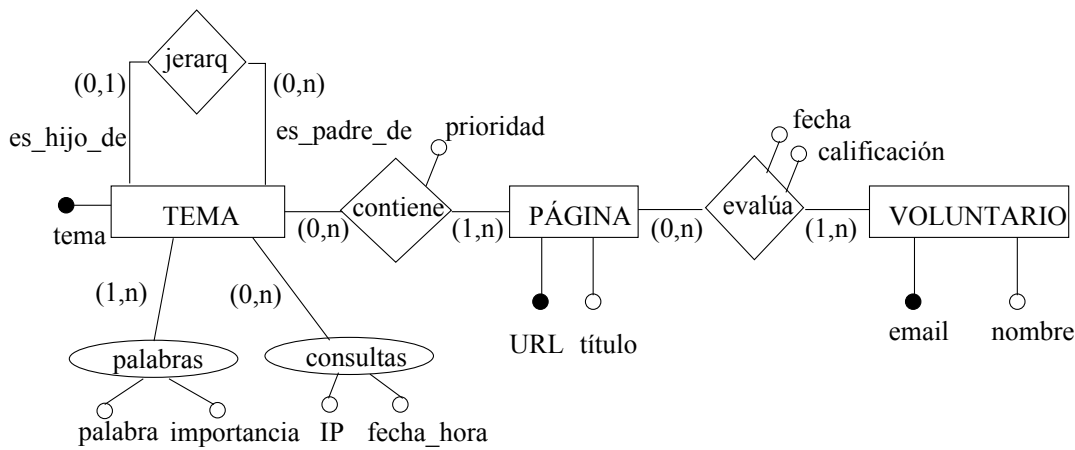 jerarq
(0,1)
(0,n)
es_hijo_de
es_padre_de
prioridad
fecha
calificación
tema
TEMA
(0,n)
contiene
(1,n)
PÁGINA
(0,n)
evalúa
(1,n)
VOLUNTARIO
(1,n)
(0,n)
palabras
consultas
URL
título
email
nombre
palabra
importancia
IP
fecha_hora